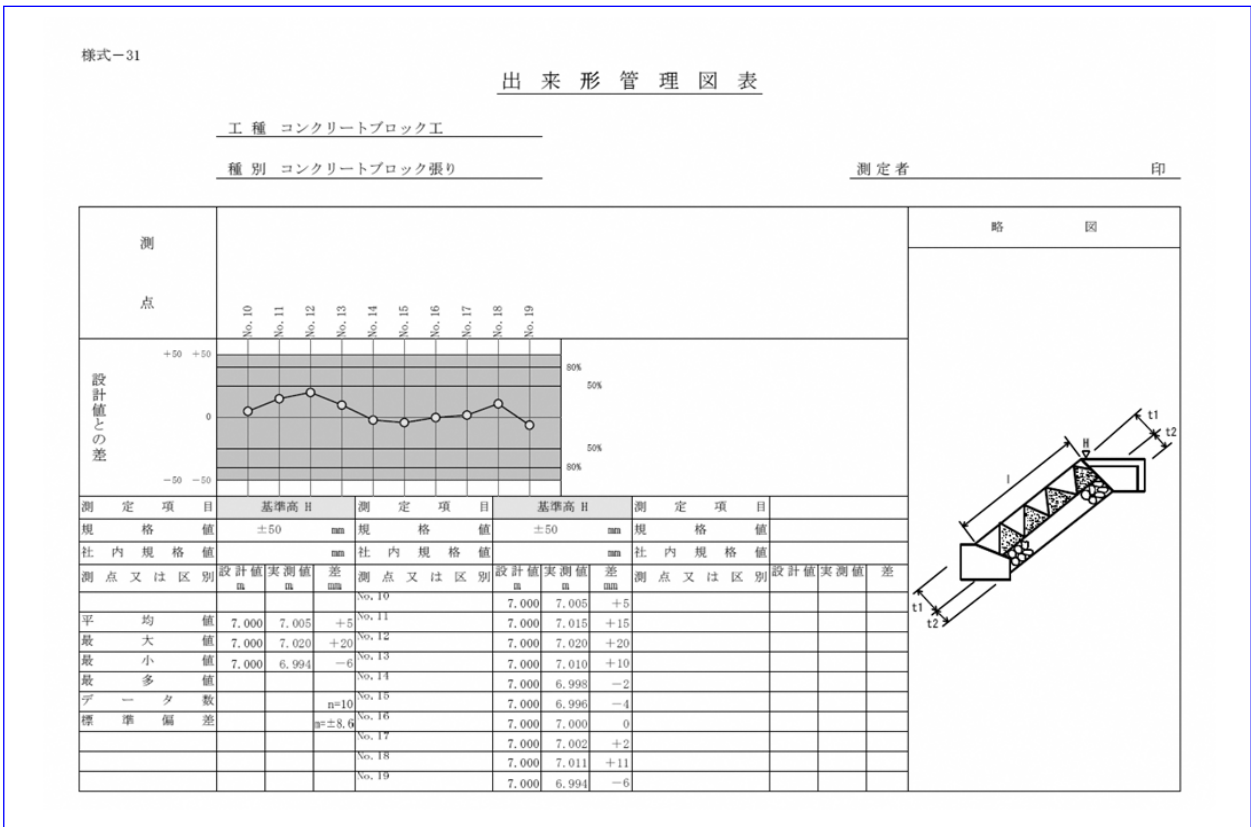 様式－31
出来形管理図表
工種 コンクリートブロック工
種別 コンクリートブロック張り
測定者 印
測点
No. 10 No. 11 No. 12 No. 13 No. 14 No. 15 No. 16 No. 17 No. 18 No. 19
略図
設計値との差
+50 +50
80%
50%
0
50%
80%
−50 −50
測定項目 基準高 H 測定項目 基準高 H 測定項目
規格値 ±50 mm 規格値 ±50 mm 規格値
社内規格値 mm 社内規格値 mm 社内規格値
測点又は区別 設計値 m 実測値 m 差 mm 測点又は区別 設計値 m 実測値 m 差 mm 測点又は区別 設計値 実測値 差
No. 10 7.000 7.005 +5
平均値 7.000 7.005 +5 No. 11 7.000 7.015 +15
最大値 7.000 7.020 +20 No. 12 7.000 7.020 +20
最小値 7.000 6.994 −6 No. 13 7.000 7.010 +10
最多値 No. 14 7.000 6.998 −2
データ数 n=10 No. 15 7.000 6.996 −4
標準偏差 m=±8.6 No. 16 7.000 7.000 0
No. 17 7.000 7.002 +2
No. 18 7.000 7.011 +11
No. 19 7.000 6.994 −6
t1
t2
H
l
t1
t2